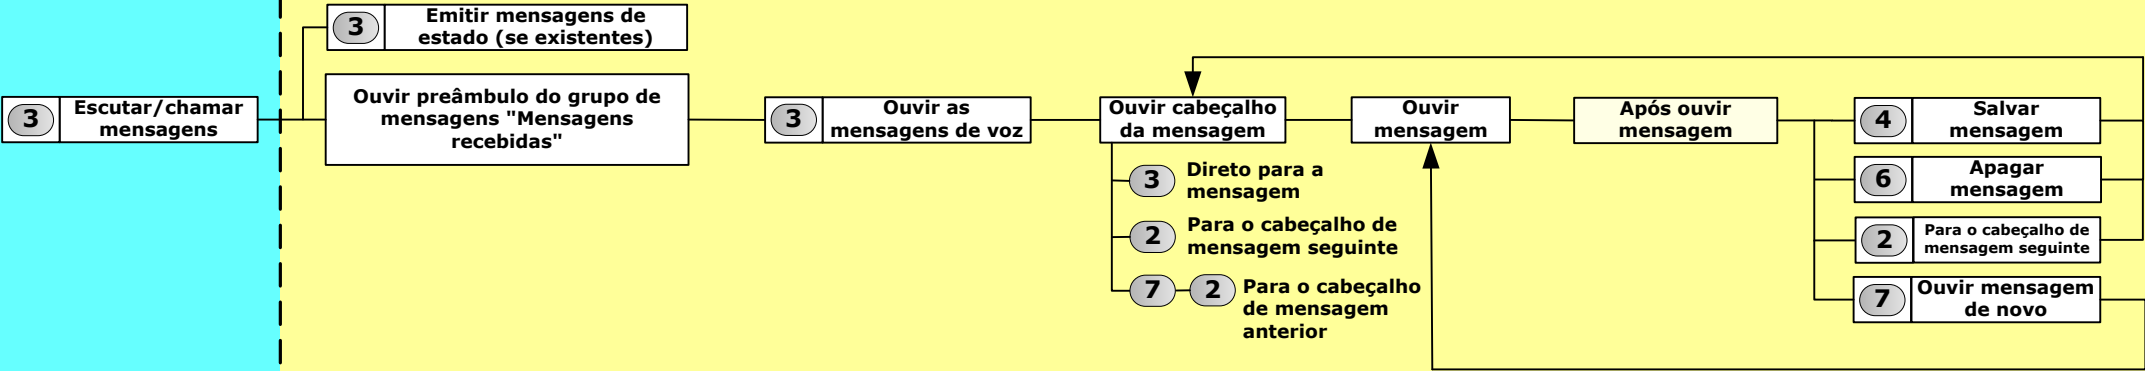 3
Emitir mensagens de
estado (se existentes)
3
Escutar/chamar
mensagens
Ouvir preâmbulo do grupo de
mensagens "Mensagens
recebidas"
3
Ouvir as
mensagens de voz
Ouvir cabeçalho
da mensagem
3
Direto para a
mensagem
2
Para o cabeçalho de
mensagem seguinte
7
2
Para o cabeçalho
de mensagem
anterior
Ouvir
mensagem
Após ouvir
mensagem
4
Salvar
mensagem
6
Apagar
mensagem
2
Para o cabeçalho de
mensagem seguinte
7
Ouvir mensagem
de novo